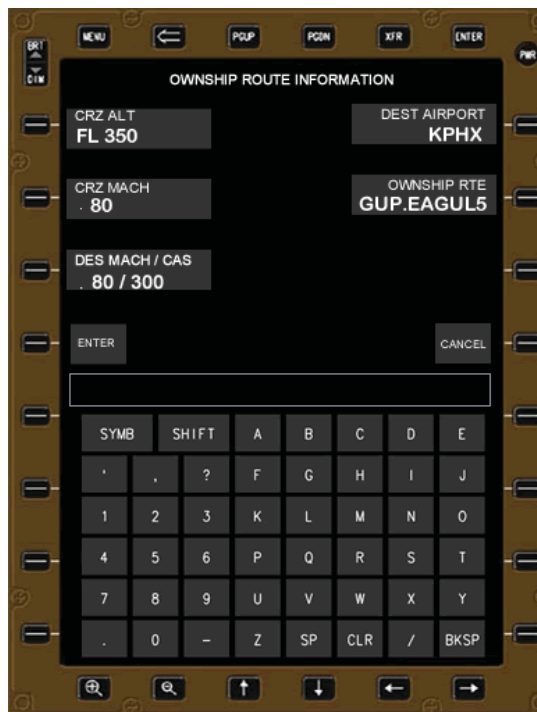 MENU PGUP PGDN XFR ENTER
BRT
DIM
PWR
OWNSHIP ROUTE INFORMATION
CRZ ALT DEST AIRPORT
FL 350 KPHX
CRZ MACH OWNSHIP RTE
. 80 GUP.EAGUL5
DES MACH / CAS
. 80 / 300
ENTER CANCEL
SYMB SHIFT A B C D E
' , ? F G H I J
1 2 3 K L M N O
4 5 6 P Q R S T
7 8 9 U V W X Y
. 0 - Z SP CLR / BKSP